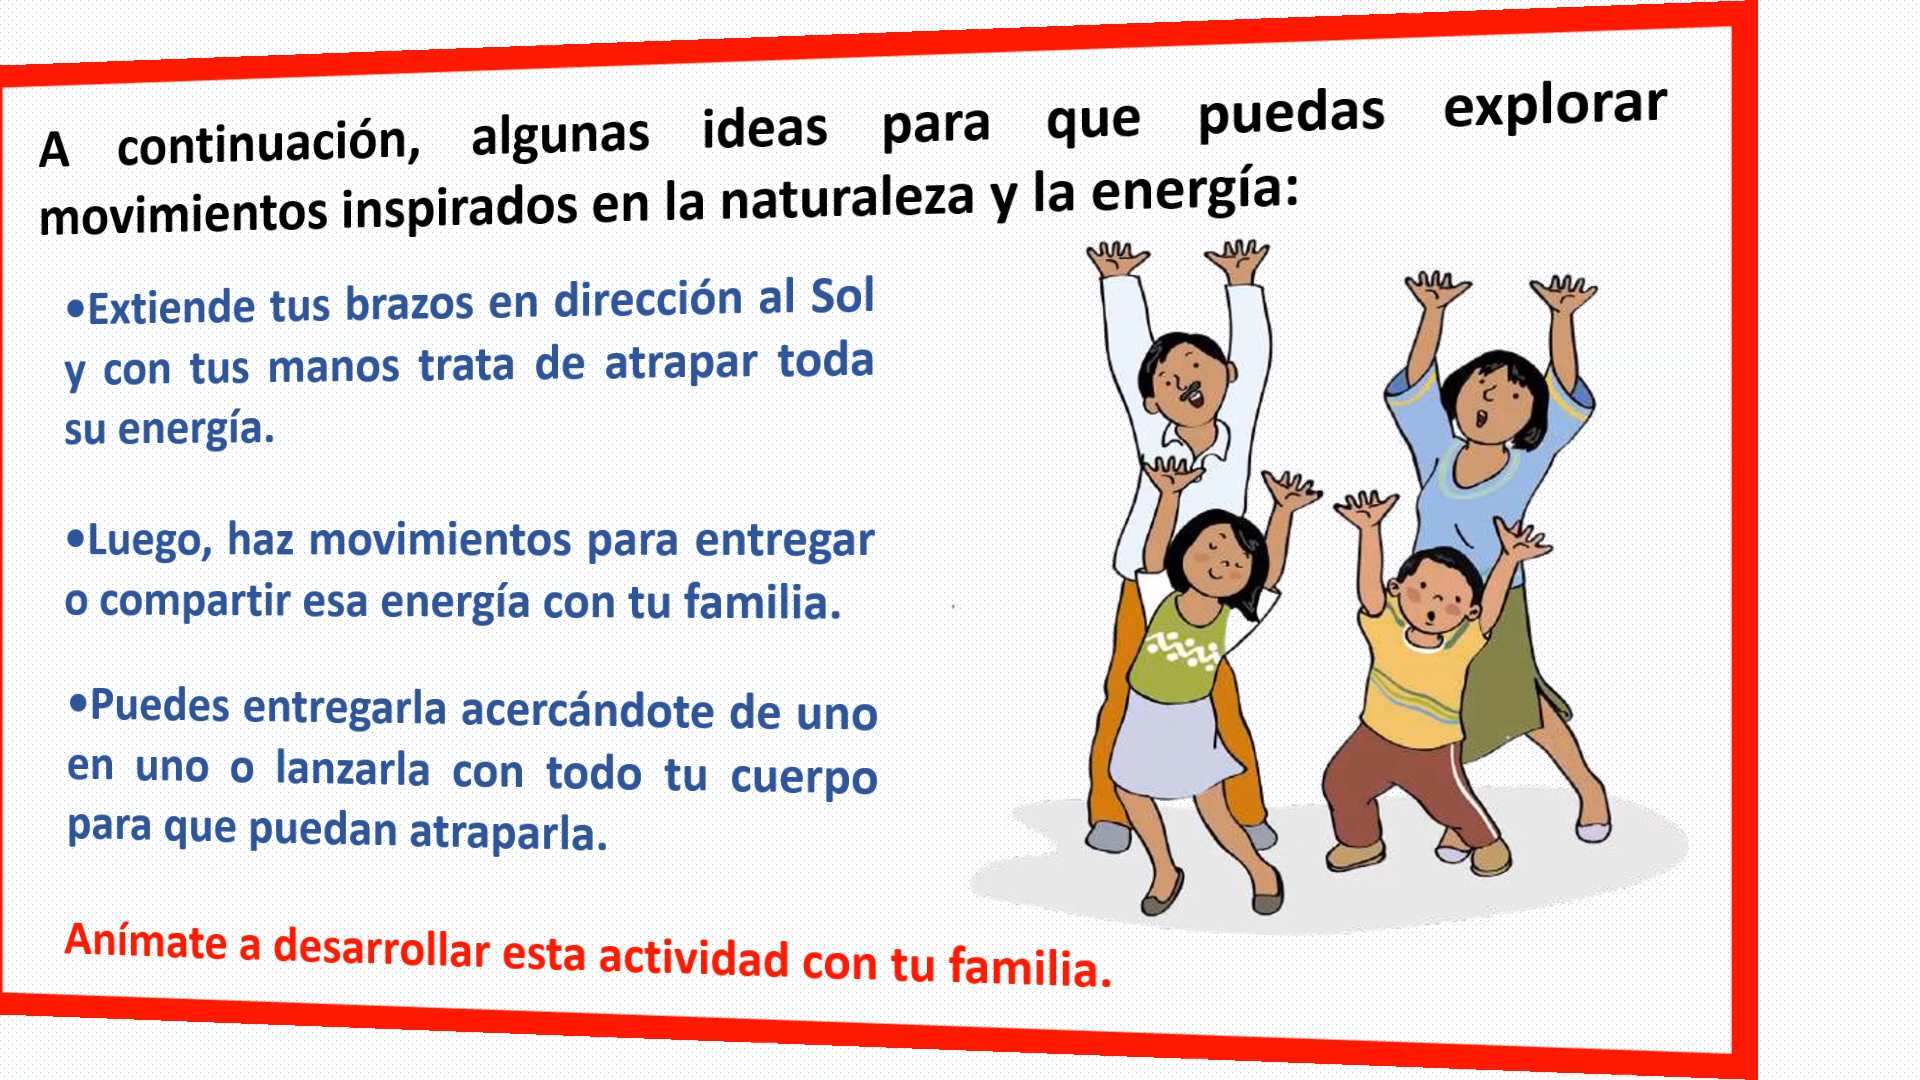 A continuación, algunas ideas para que puedas explorar
movimientos inspirados en la naturaleza y la energía:
•Extiende tus brazos en dirección al Sol
y con tus manos trata de atrapar toda
su energía.
•Luego, haz movimientos para entregar
o compartir esa energía con tu familia.
•Puedes entregarla acercándote de uno
en uno o lanzarla con todo tu cuerpo
para que puedan atraparla.
Anímate a desarrollar esta actividad con tu familia.